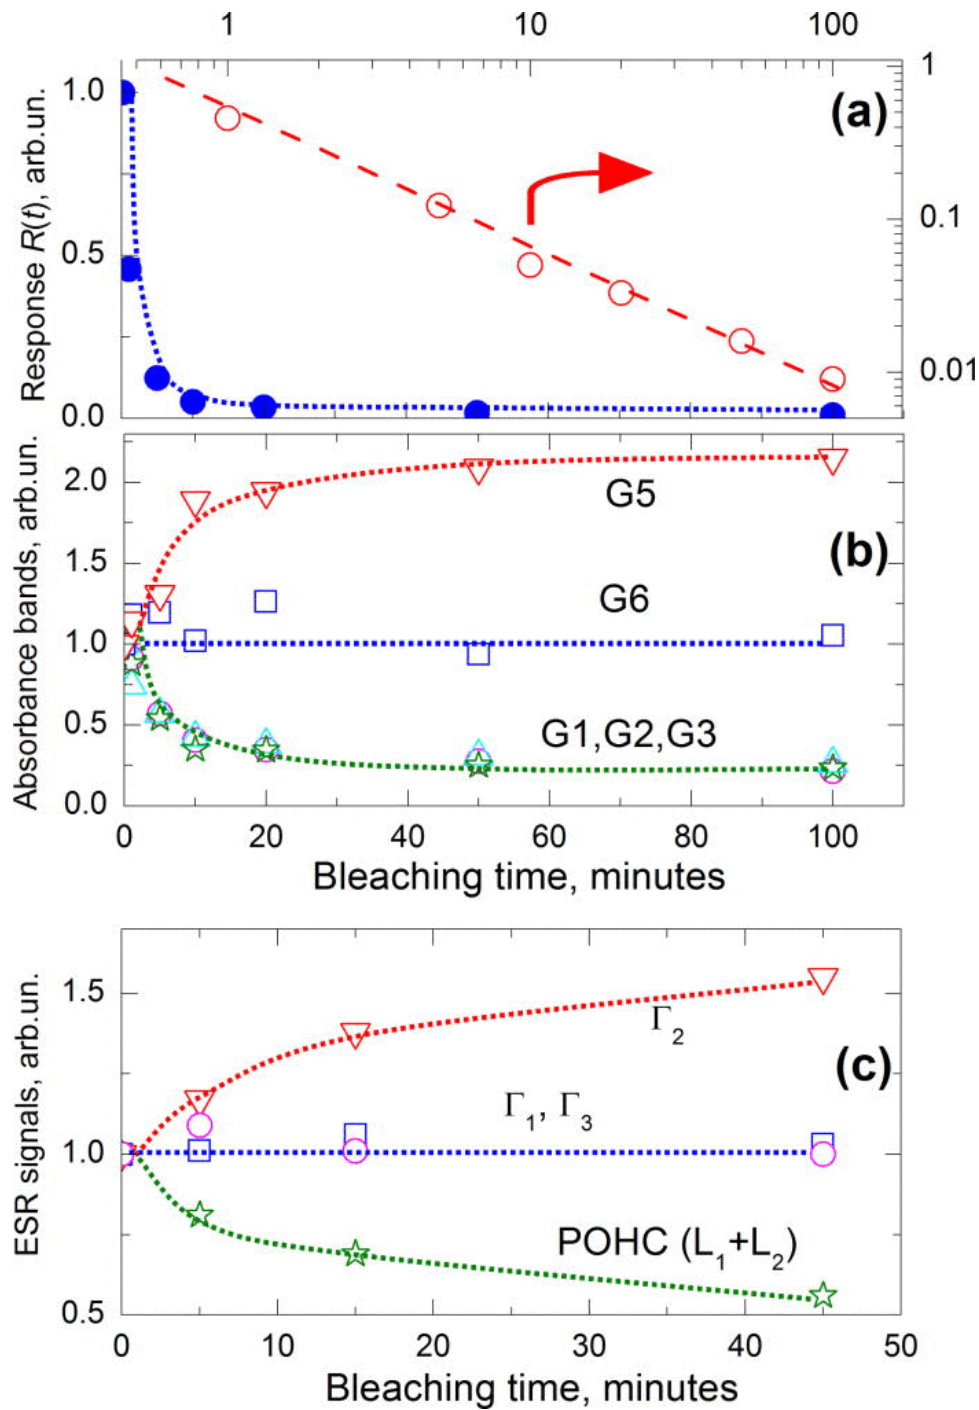 1 10 100
Response R(t), arb.un.
1.0
0.5
0.0
(a)
1
0.1
0.01
Absorbance bands, arb.un.
2.0
1.5
1.0
0.5
0.0
G5
(b)
G6
G1,G2,G3
0 20 40 60 80 100
Bleaching time, minutes
ESR signals, arb.un.
1.5
1.0
0.5
Γ2
(c)
Γ1, Γ3
POHC (L1+L2)
0 10 20 30 40 50
Bleaching time, minutes